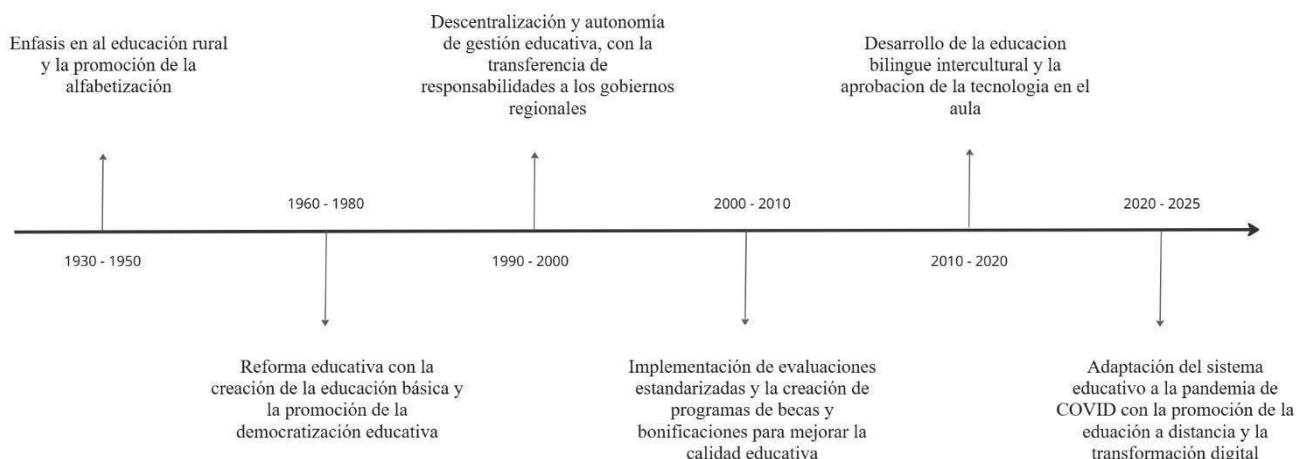 Enfasis en al educación rural
y la promoción de la
alfabetización
1930 - 1950
1960 - 1980
Reforma educativa con la
creación de la educación básica y
la promoción de la
democratización educativa
Descentralización y autonomía
de gestión educativa, con la
transferencia de
responsabilidades a los gobiernos
regionales
1990 - 2000
2000 - 2010
Implementación de evaluaciones
estandarizadas y la creación de
programas de becas y
bonificaciones para mejorar la
calidad educativa
Desarrollo de la educacion
bilingue intercultural y la
aprobacion de la tecnologia en el
aula
2010 - 2020
2020 - 2025
Adaptación del sistema
educativo a la pandemia de
COVID con la promoción de la
eduación a distancia y la
transformación digital